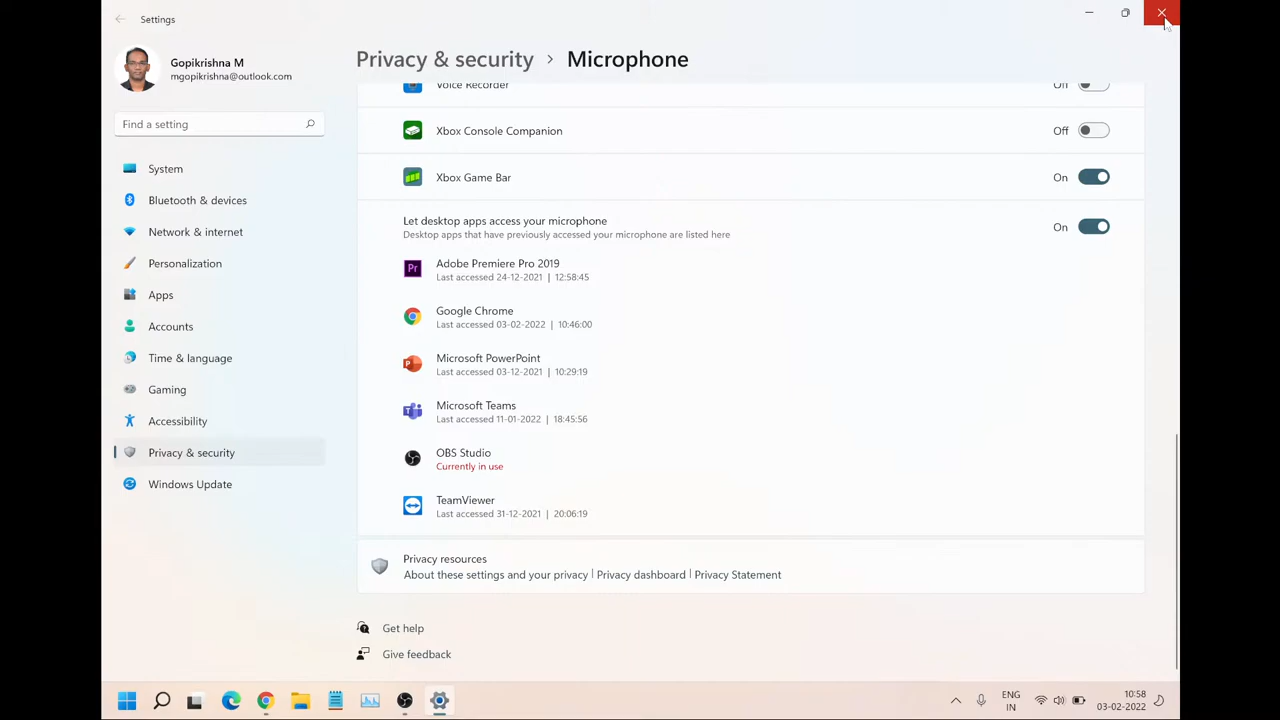 Settings
Gopikrishna M
mgopikrishna@outlook.com
Find a setting
System
Bluetooth & devices
Network & internet
Personalization
Apps
Accounts
Time & language
Gaming
Accessibility
Privacy & security
Windows Update
Privacy & security > Microphone
Voice Recorder Off
Xbox Console Companion Off
Xbox Game Bar On
Let desktop apps access your microphone On
Desktop apps that have previously accessed your microphone are listed here
Adobe Premiere Pro 2019
Last accessed 24-12-2021 | 12:58:45
Google Chrome
Last accessed 03-02-2022 | 10:46:00
Microsoft PowerPoint
Last accessed 03-12-2021 | 10:29:19
Microsoft Teams
Last accessed 11-01-2022 | 18:45:56
OBS Studio
Currently in use
TeamViewer
Last accessed 31-12-2021 | 20:06:19
Privacy resources
About these settings and your privacy | Privacy dashboard | Privacy Statement
Get help
Give feedback
Pr
ENG
IN
10:58
03-02-2022